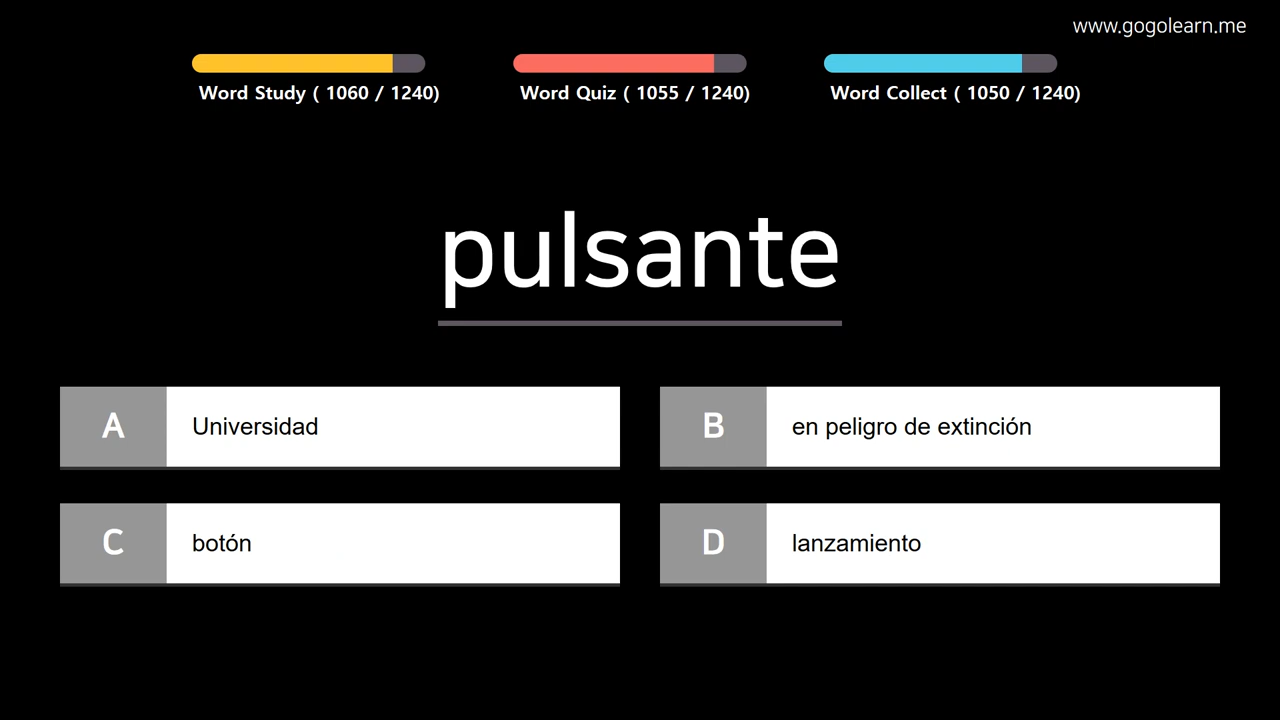 www.gogolearn.me
Word Study ( 1060 / 1240)
Word Quiz ( 1055 / 1240)
Word Collect ( 1050 / 1240)
pulsante
A Universidad
B en peligro de extinción
C botón
D lanzamiento